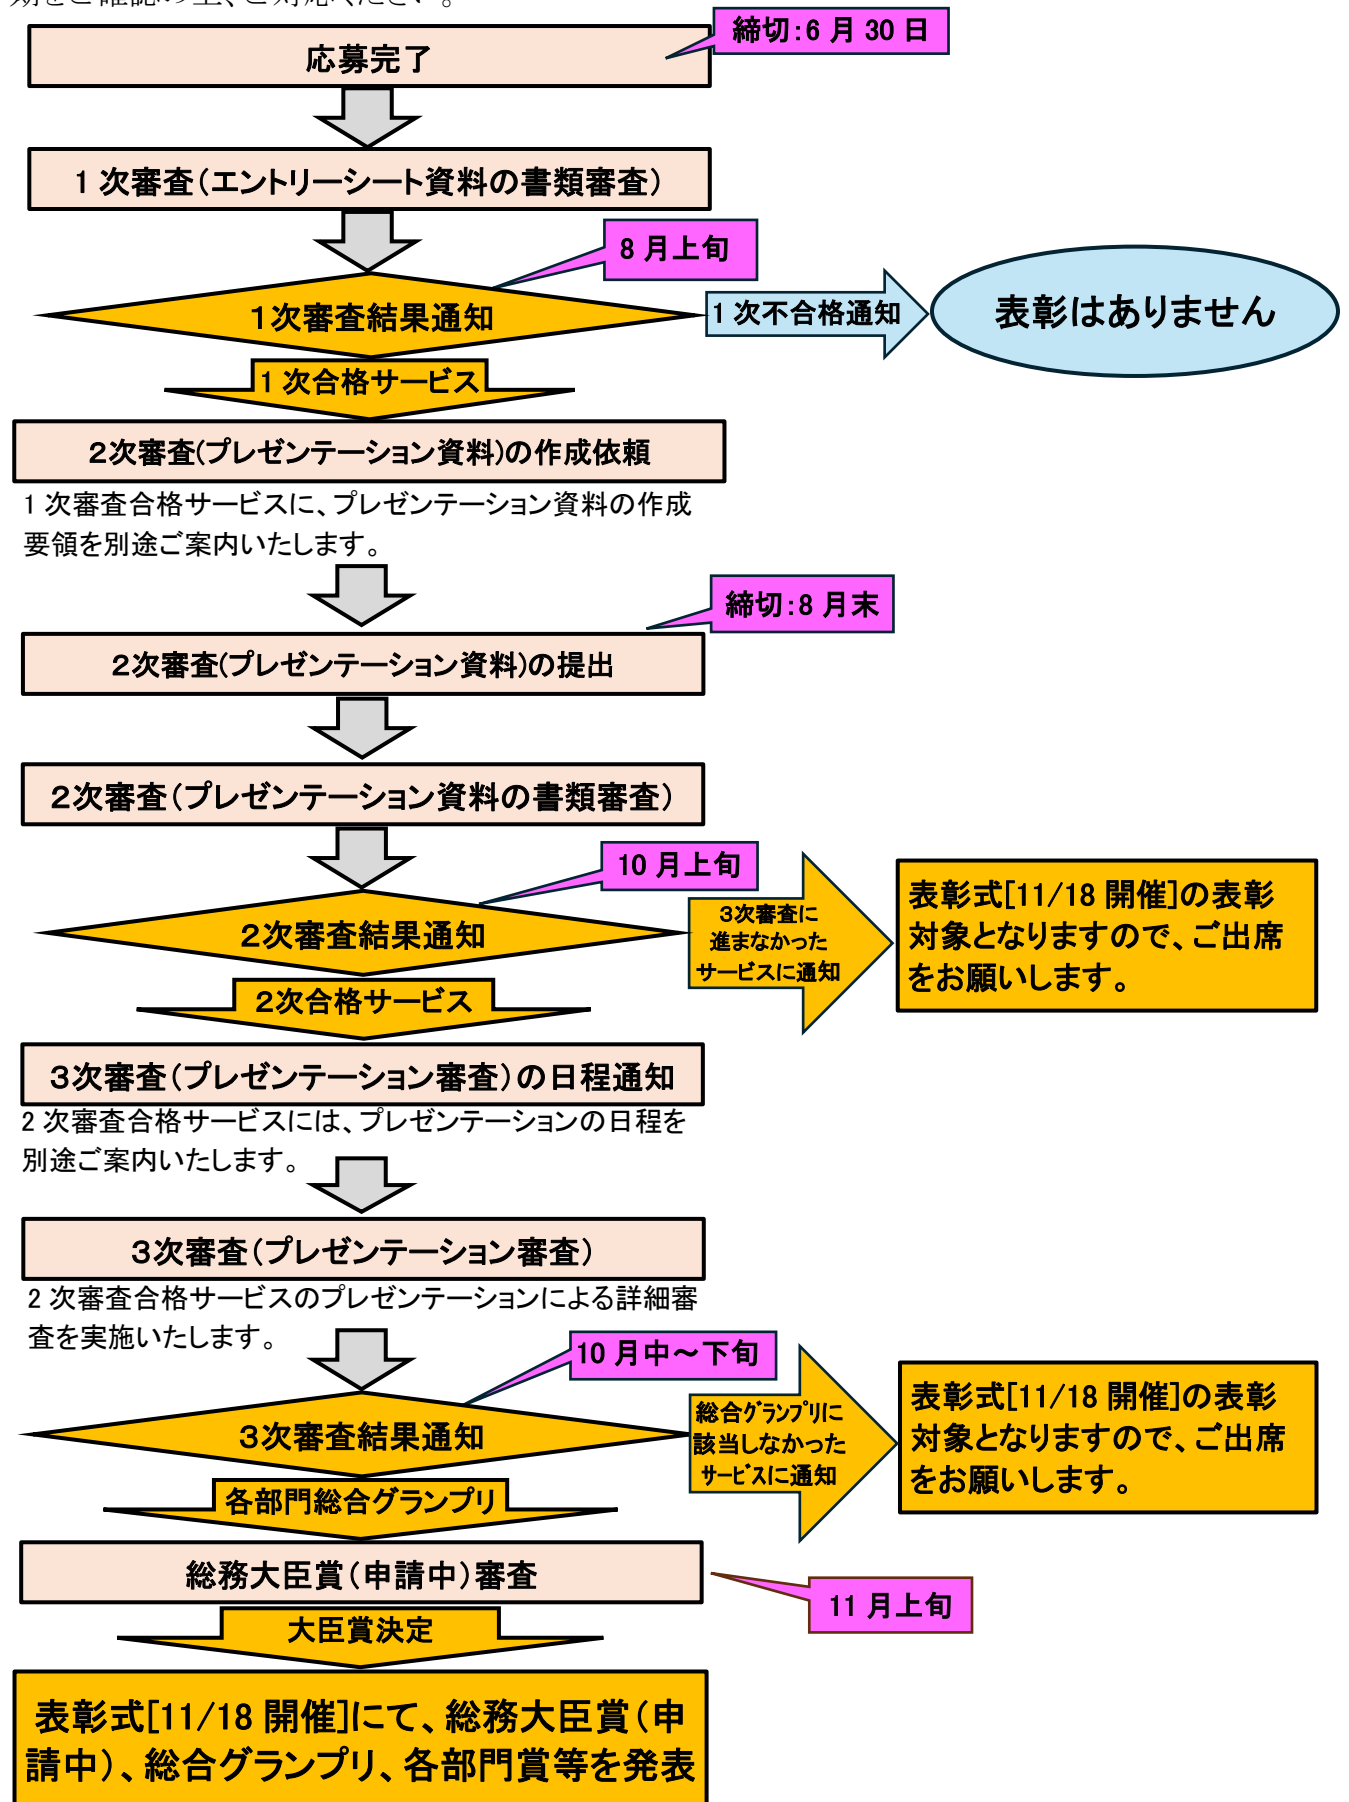 期をご確認の上、ご対応ください。
締切:6 月 30 日
応募完了
1 次審査(エントリーシート資料の書類審査)
8 月上旬
1次審査結果通知
1 次不合格通知
表彰はありません
1 次合格サービス
2次審査(プレゼンテーション資料)の作成依頼
1 次審査合格サービスに、プレゼンテーション資料の作成
要領を別途ご案内いたします。
締切:8 月末
2次審査(プレゼンテーション資料)の提出
2次審査(プレゼンテーション資料の書類審査)
10 月上旬
2次審査結果通知
3次審査に
進まなかった
サービスに通知
表彰式[11/18 開催]の表彰
対象となりますので、ご出席
をお願いします。
2次合格サービス
3次審査(プレゼンテーション審査)の日程通知
2 次審査合格サービスには、プレゼンテーションの日程を
別途ご案内いたします。
3次審査(プレゼンテーション審査)
2 次審査合格サービスのプレゼンテーションによる詳細審
査を実施いたします。
10 月中~下旬
3次審査結果通知
総合グランプリに
該当しなかった
サービスに通知
表彰式[11/18 開催]の表彰
対象となりますので、ご出席
をお願いします。
各部門総合グランプリ
総務大臣賞(申請中)審査
11 月上旬
大臣賞決定
表彰式[11/18 開催]にて、総務大臣賞(申
請中)、総合グランプリ、各部門賞等を発表